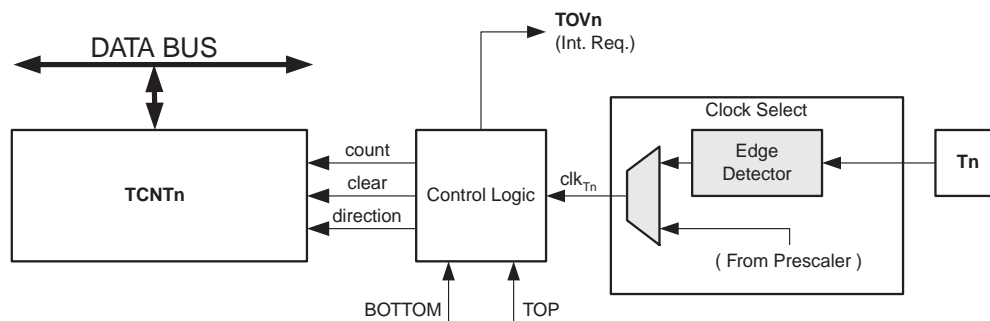 TOVn
(Int. Req.)
DATA BUS
Clock Select
TCNTn
count
clear
direction
Control Logic
clkTn
Edge
Detector
Tn
( From Prescaler )
BOTTOM
TOP